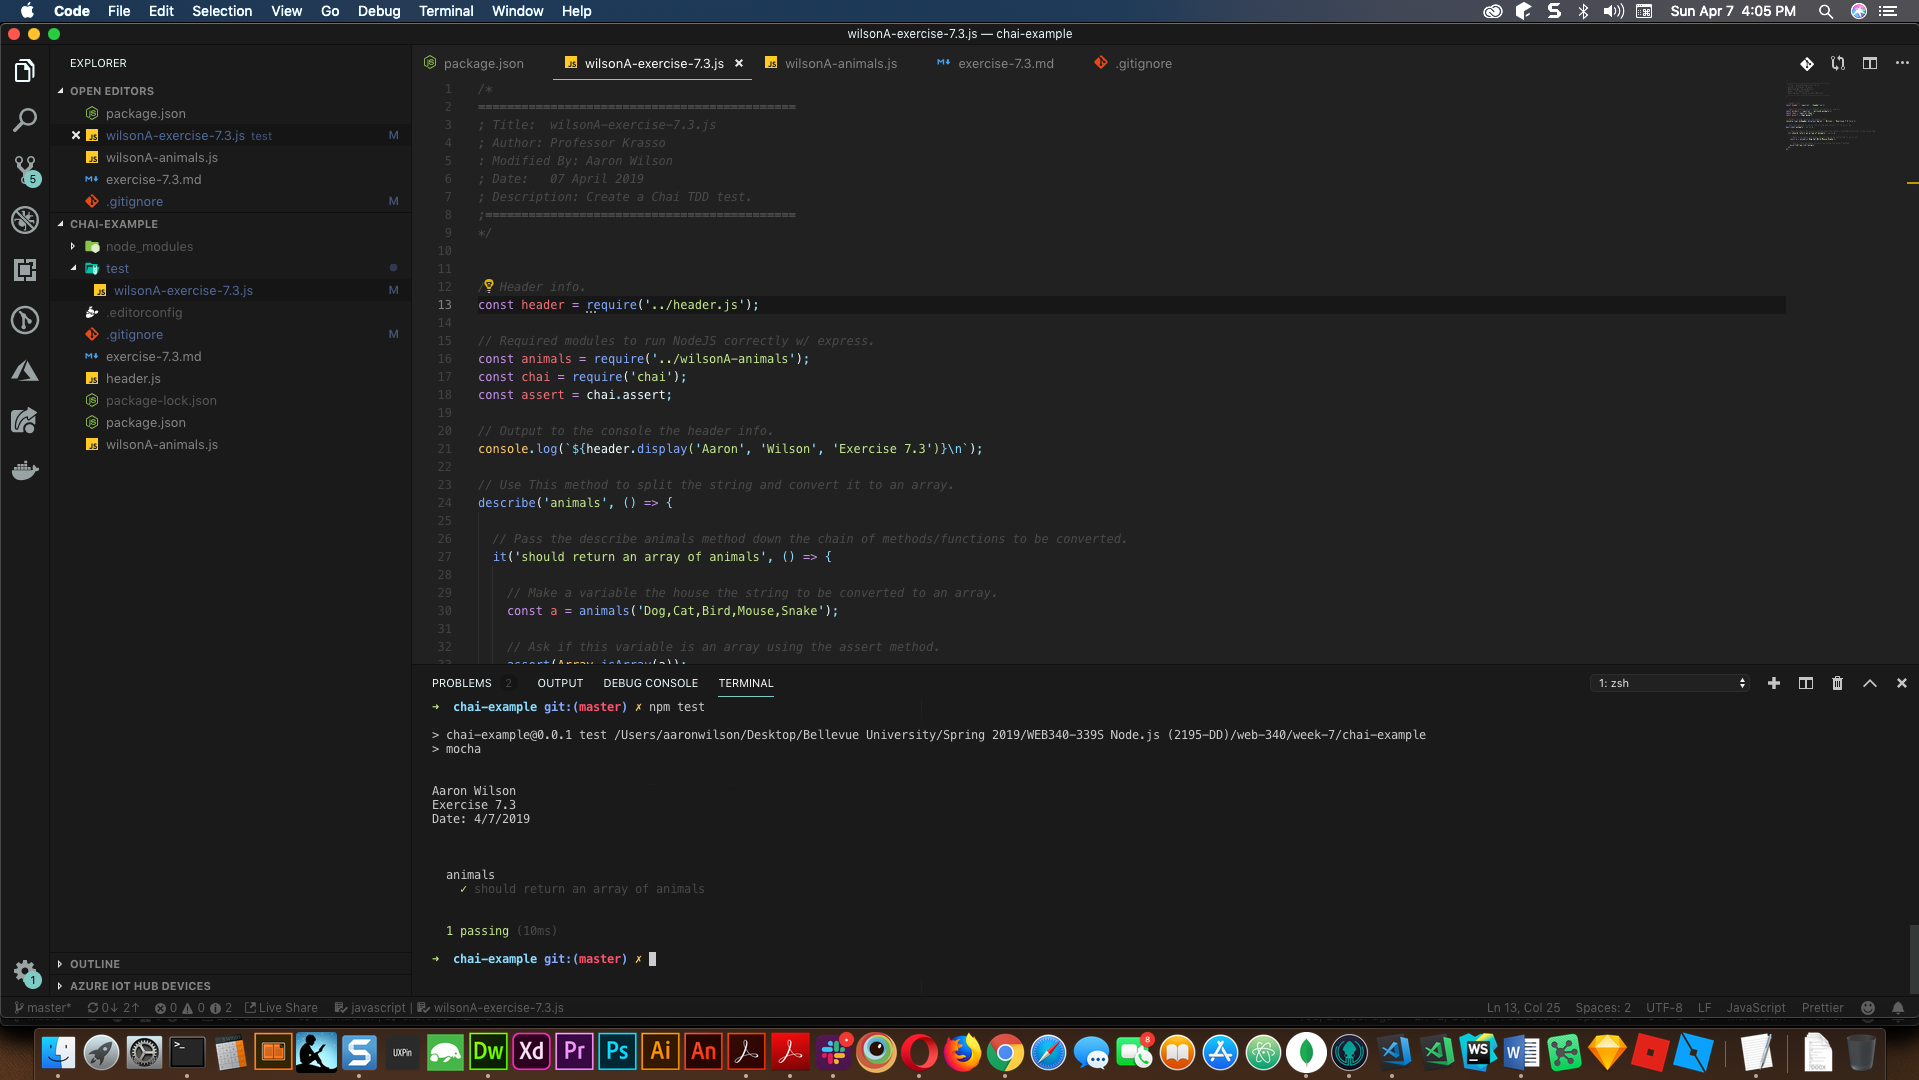 Code File Edit Selection View Go Debug Terminal Window Help Sun Apr 7 4:05 PM
wilsonA-exercise-7.3.js — chai-example
EXPLORER
OPEN EDITORS
package.json
wilsonA-exercise-7.3.js test M
wilsonA-animals.js
exercise-7.3.md
.gitignore M
CHAI-EXAMPLE
node_modules
test
wilsonA-exercise-7.3.js M
.editorconfig
.gitignore M
exercise-7.3.md
header.js
package-lock.json
package.json
wilsonA-animals.js
OUTLINE
AZURE IOT HUB DEVICES
5
1
package.json wilsonA-exercise-7.3.js wilsonA-animals.js exercise-7.3.md .gitignore
1 /*
2 ============================================
3 ; Title:  wilsonA-exercise-7.3.js
4 ; Author: Professor Krasso
5 : Modified By: Aaron Wilson
6 ; Date:   07 April 2019
7 ; Description: Create a Chai TDD test.
8 ;===========================================
9 */
10
11
12 / Header info.
13 const header = require('../header.js');
14
15 // Required modules to run NodeJS correctly w/ express.
16 const animals = require('../wilsonA-animals');
17 const chai = require('chai');
18 const assert = chai.assert;
19
20 // Output to the console the header info.
21 console.log(`${header.display('Aaron', 'Wilson', 'Exercise 7.3')}\n`);
22
23 // Use This method to split the string and convert it to an array.
24 describe('animals', () => {
25
26 // Pass the describe animals method down the chain of methods/functions to be converted.
27 it('should return an array of animals', () => {
28
29 // Make a variable the house the string to be converted to an array.
30 const a = animals('Dog,Cat,Bird,Mouse,Snake');
31
32 // Ask if this variable is an array using the assert method.
33 assert(Array.isArray(a));
PROBLEMS 2 OUTPUT DEBUG CONSOLE TERMINAL 1: zsh
→ chai-example git:(master) ✗ npm test
> chai-example@0.0.1 test /Users/aaronwilson/Desktop/Bellevue University/Spring 2019/WEB340-339S Node.js (2195-DD)/web-340/week-7/chai-example
> mocha
Aaron Wilson
Exercise 7.3
Date: 4/7/2019
animals
✓ should return an array of animals
1 passing (10ms)
→ chai-example git:(master) ✗
master* 0↓ 2↑ 0 0 2 Live Share javascript | wilsonA-exercise-7.3.js Ln 13, Col 25 Spaces: 2 UTF-8 LF JavaScript Prettier
UXPin Dw Xd Pr Ps Ai An 8 WS W